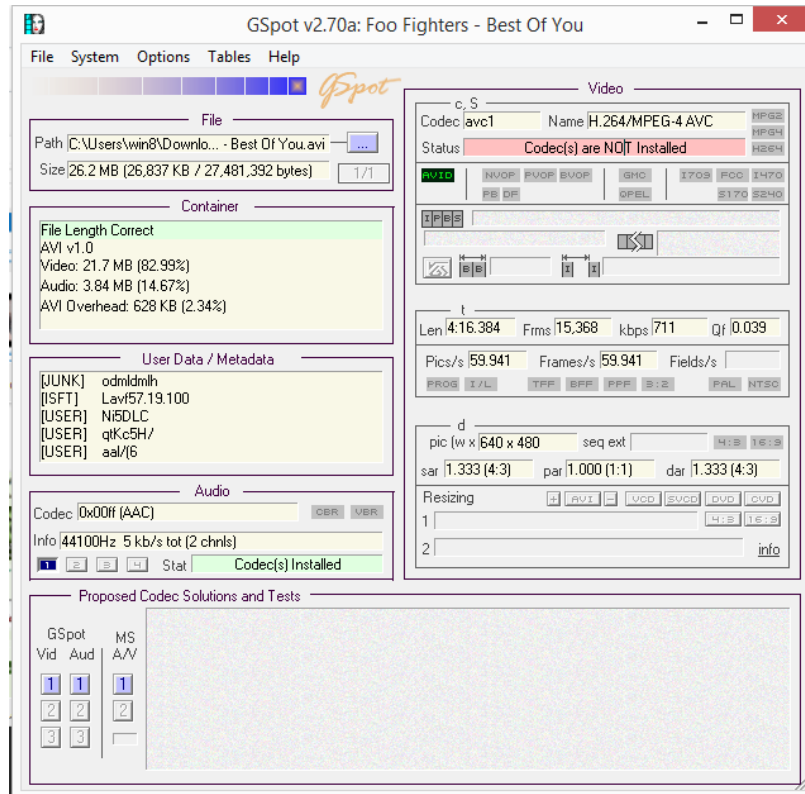 GSpot v2.70a: Foo Fighters - Best Of You
File System Options Tables Help
GSpot
File
Path C:\Users\win8\Downlo... - Best Of You.avi ...
Size 26.2 MB (26,837 KB / 27,481,392 bytes) 1/1
Container
File Length Correct
AVI v1.0
Video: 21.7 MB (82.99%)
Audio: 3.84 MB (14.67%)
AVI Overhead: 628 KB (2.34%)
User Data / Metadata
[JUNK] odmldmlh
[ISFT] Lavf57.19.100
[USER] Ni5DLC
[USER] qtKc5H/
[USER] aal/(6
Audio
Codec 0x00ff (AAC) CBR VBR
Info 44100Hz 5 kb/s tot (2 chnls)
1 2 3 4 Stat Codec(s) Installed
Video
c, S
Codec avc1 Name H.264/MPEG-4 AVC MPG2
MPG4
Status Codec(s) are NOT Installed H264
AVID NVOP PVOP BVOP GMC I709 FCC I470
PB DF QPEL S170 S240
I P B S
B B I I
t
Len 4:16.384 Frms 15,368 kbps 711 Qf 0.039
Pics/s 59.941 Frames/s 59.941 Fields/s
PROG I/L TFF BFF PPF 3:2 PAL NTSC
d
pic (w x 640 x 480 seq ext 4:3 16:9
sar 1.333 (4:3) par 1.000 (1:1) dar 1.333 (4:3)
Resizing + AVI - VCD SVCD DVD CVD
1 4:3 16:9
2 info
Proposed Codec Solutions and Tests
GSpot MS
Vid Aud A/V
1 1 1
2 2 2
3 3